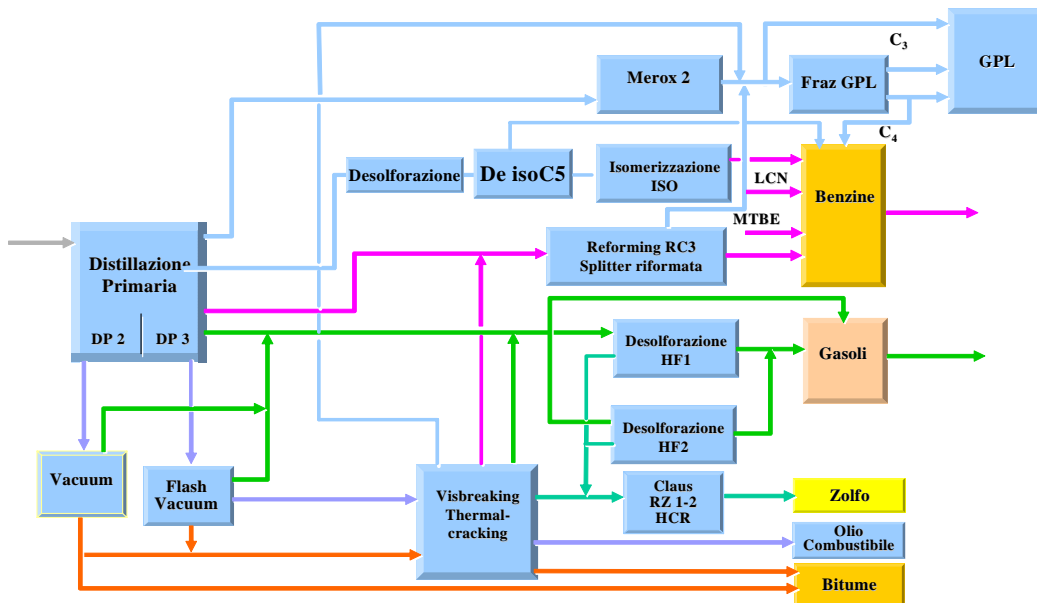 C3
GPL
Merox 2
Fraz GPL
C4
Desolforazione
De isoC5
Isomerizzazione
ISO
LCN
Benzine
MTBE
Reforming RC3
Splitter riformata
Distillazione
Primaria
DP 2
DP 3
Desolforazione
HF1
Gasoli
Desolforazione
HF2
Vacuum
Flash
Vacuum
Visbreaking
Thermal-
cracking
Claus
RZ 1-2
HCR
Zolfo
Olio
Combustibile
Bitume